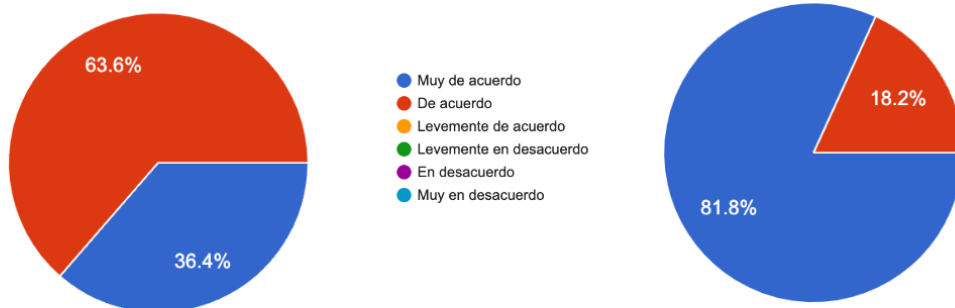 63.6%
36.4%
Muy de acuerdo
De acuerdo
Levemente de acuerdo
Levemente en desacuerdo
En desacuerdo
Muy en desacuerdo
18.2%
81.8%